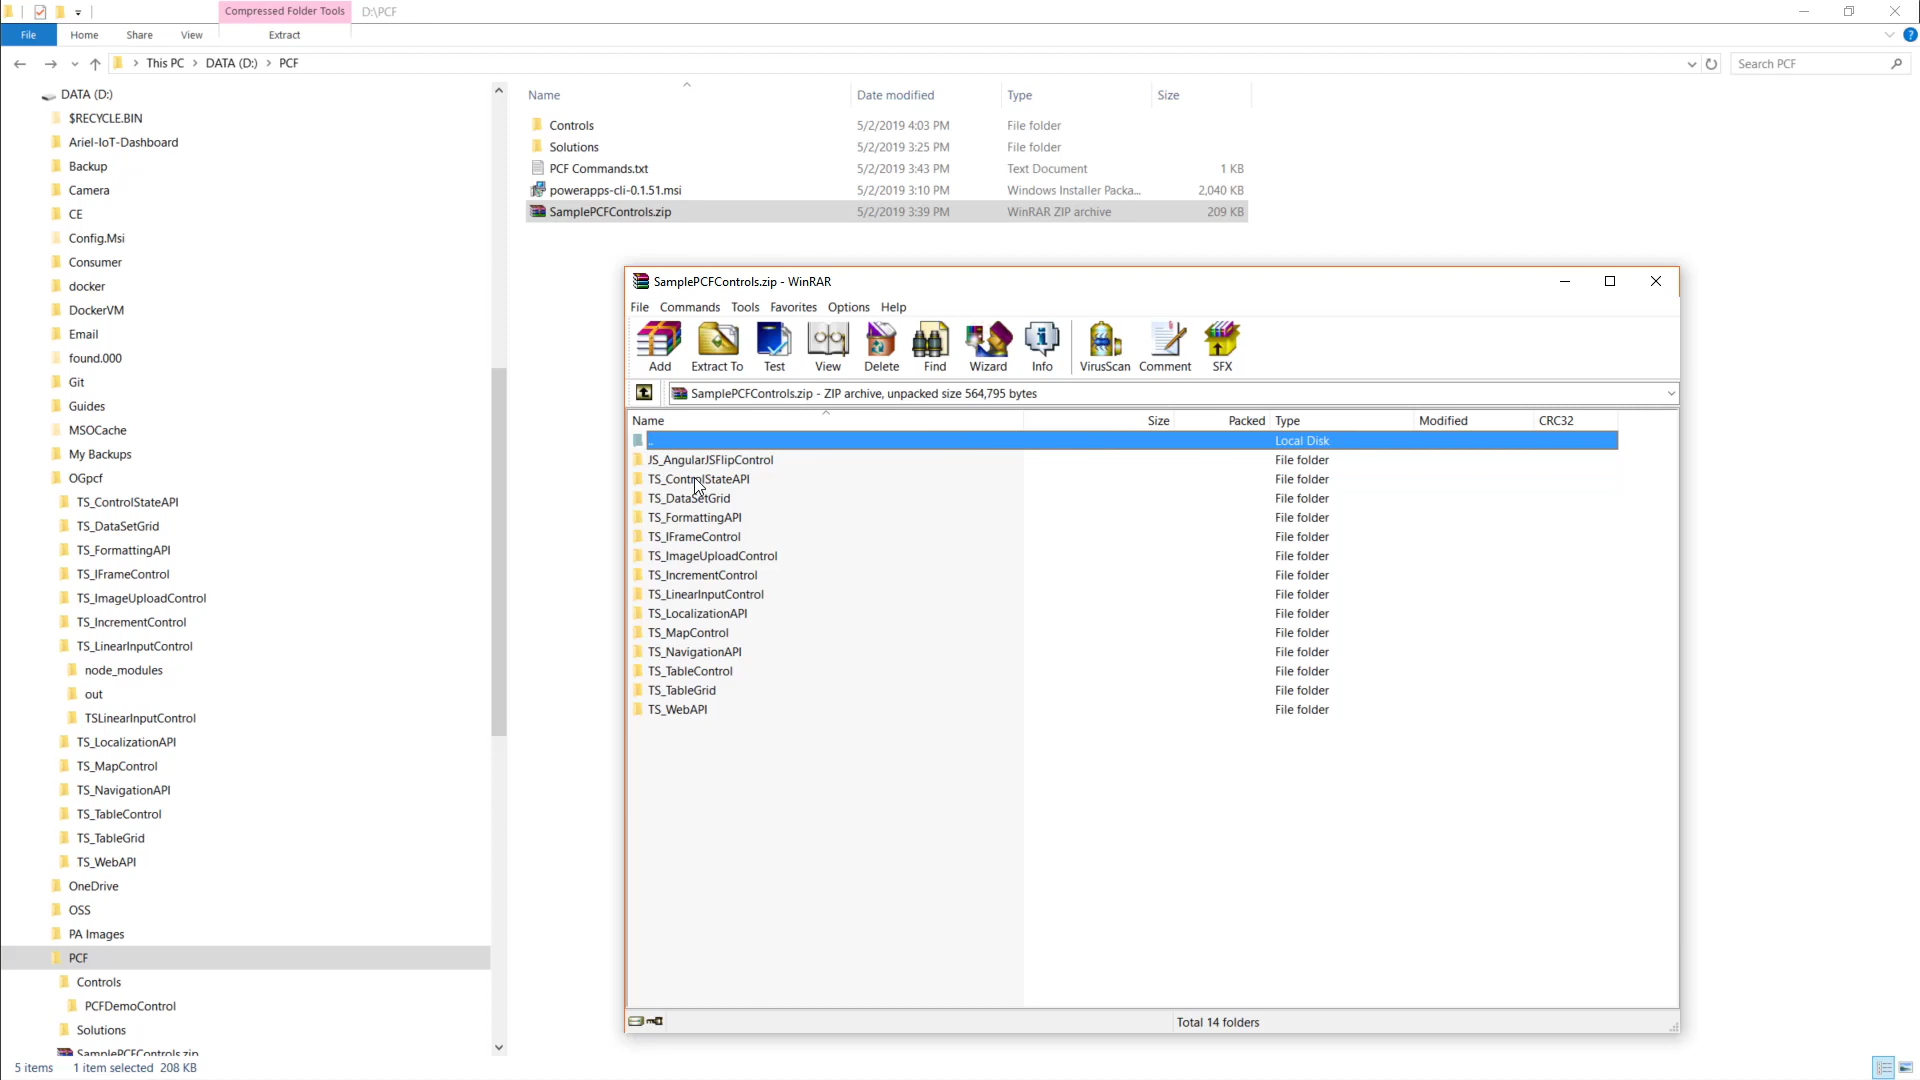 Compressed Folder Tools D:\PCF
File Home Share View Extract
This PC DATA (D:) PCF Search PCF
DATA (D:)
$RECYCLE.BIN
Ariel-IoT-Dashboard
Backup
Camera
CE
Config.Msi
Consumer
docker
DockerVM
Email
found.000
Git
Guides
MSOCache
My Backups
OGpcf
TS_ControlStateAPI
TS_DataSetGrid
TS_FormattingAPI
TS_IFrameControl
TS_ImageUploadControl
TS_IncrementControl
TS_LinearInputControl
node_modules
out
TSLinearInputControl
TS_LocalizationAPI
TS_MapControl
TS_NavigationAPI
TS_TableControl
TS_TableGrid
TS_WebAPI
OneDrive
OSS
PA Images
PCF
Controls
PCFDemoControl
Solutions
SamplePCFControls.zip
Name Date modified Type Size
Controls 5/2/2019 4:03 PM File folder
Solutions 5/2/2019 3:25 PM File folder
PCF Commands.txt 5/2/2019 3:43 PM Text Document 1 KB
powerapps-cli-0.1.51.msi 5/2/2019 3:10 PM Windows Installer Packa... 2,040 KB
SamplePCFControls.zip 5/2/2019 3:39 PM WinRAR ZIP archive 209 KB
SamplePCFControls.zip - WinRAR
File Commands Tools Favorites Options Help
Add Extract To Test View Delete Find Wizard Info VirusScan Comment SFX
SamplePCFControls.zip - ZIP archive, unpacked size 564,795 bytes
Name Size Packed Type Modified CRC32
.. Local Disk
JS_AngularJSFlipControl File folder
TS_ControlStateAPI File folder
TS_DataSetGrid File folder
TS_FormattingAPI File folder
TS_IFrameControl File folder
TS_ImageUploadControl File folder
TS_IncrementControl File folder
TS_LinearInputControl File folder
TS_LocalizationAPI File folder
TS_MapControl File folder
TS_NavigationAPI File folder
TS_TableControl File folder
TS_TableGrid File folder
TS_WebAPI File folder
Total 14 folders
5 items 1 item selected 208 KB